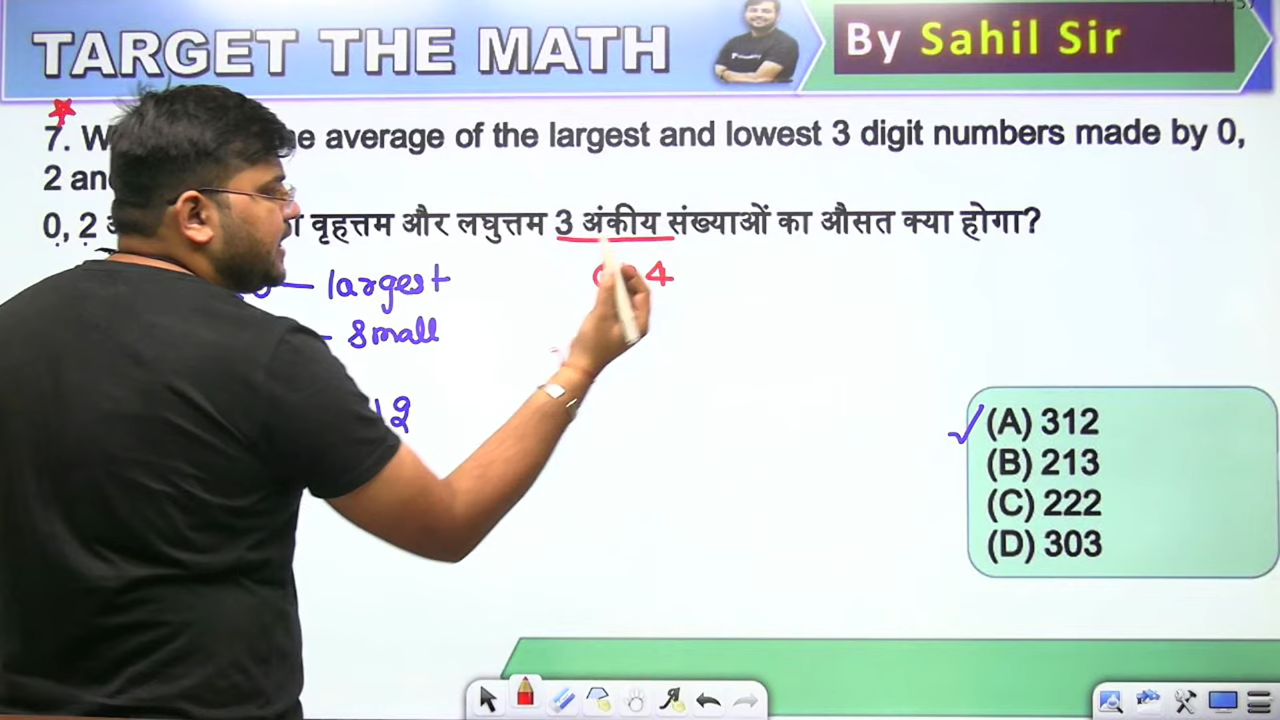 TARGET THE MATH
By Sahil Sir
7. W e average of the largest and lowest 3 digit numbers made by 0,
2 an
0, 2 वृहत्तम और लघुत्तम 3 अंकीय संख्याओं का औसत क्या होगा?
largest
4
Small
(A) 312
(B) 213
(C) 222
(D) 303